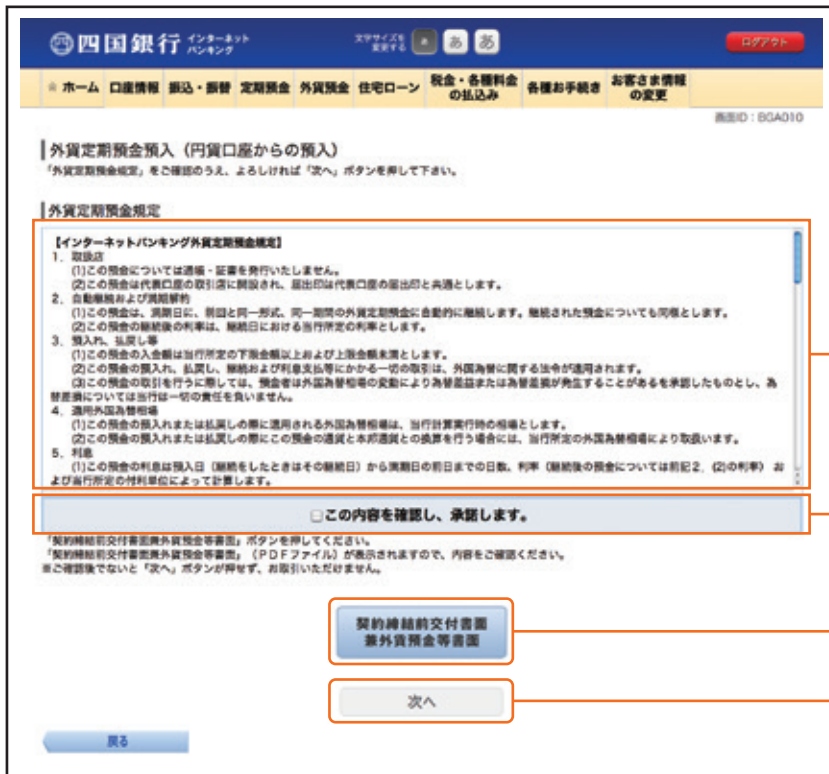 四国銀行 インターネット バンキング
文字サイズを変更する あ あ あ
ログアウト
ホーム 口座情報 振込・振替 定期預金 外貨預金 住宅ローン 税金・各種料金の払込み 各種お手続き お客さま情報の変更
画面ID：BGA010
外貨定期預金預入（円貨口座からの預入）
「外貨定期預金規定」をご確認のうえ、よろしければ「次へ」ボタンを押して下さい。
外貨定期預金規定
【インターネットバンキング外貨定期預金規定】
1．取扱店
(1)この預金については通帳・証書を発行いたしません。
(2)この預金は代表口座の取引店に開設され、届出印は代表口座の届出印と共通とします。
2．自動継続および満期解約
(1)この預金は、満期日に、前回と同一形式、同一期間の外貨定期預金に自動的に継続します。継続された預金についても同様とします。
(2)この預金の継続後の利率は、継続日における当行所定の利率とします。
3．預入れ、払戻し等
(1)この預金の入金額は当行所定の下限金額以上および上限金額未満とします。
(2)この預金の預入れ、払戻し、継続および利息支払等にかかる一切の取引は、外国為替に関する法令が適用されます。
(3)この預金の取引を行うに際しては、預金者は外国為替相場の変動により為替差益または為替差損が発生することがあるを承認したものとし、為
替差損については当行は一切の責任を負いません。
4．適用外国為替相場
(1)この預金の預入れまたは払戻しの際に適用される外国為替相場は、当行計算実行時の相場とします。
(2)この預金の預入れまたは払戻しの際にこの預金の通貨と本邦通貨との換算を行う場合には、当行所定の外国為替相場により取扱います。
5．利息
(1)この預金の利息は預入日（継続をしたときはその継続日）から満期日の前日までの日数、利率（継続後の預金については前記2．(2)の利率） お
よび当行所定の付利単位によって計算します。
この内容を確認し、承諾します。
「契約締結前交付書面兼外貨預金等書面」ボタンを押してください。
「契約締結前交付書面兼外貨預金等書面」（PDFファイル）が表示されますので、内容をご確認ください。
※ご確認後でないと「次へ」ボタンが押せず、お取引いただけません。
契約締結前交付書面
兼外貨預金等書面
次へ
戻る